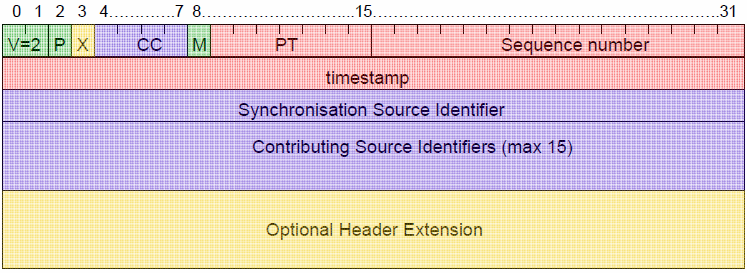 0 1 2 3 4.......7 8..........................15..........................................................31
V=2 P X CC M PT Sequence number
timestamp
Synchronisation Source Identifier
Contributing Source Identifiers (max 15)
Optional Header Extension